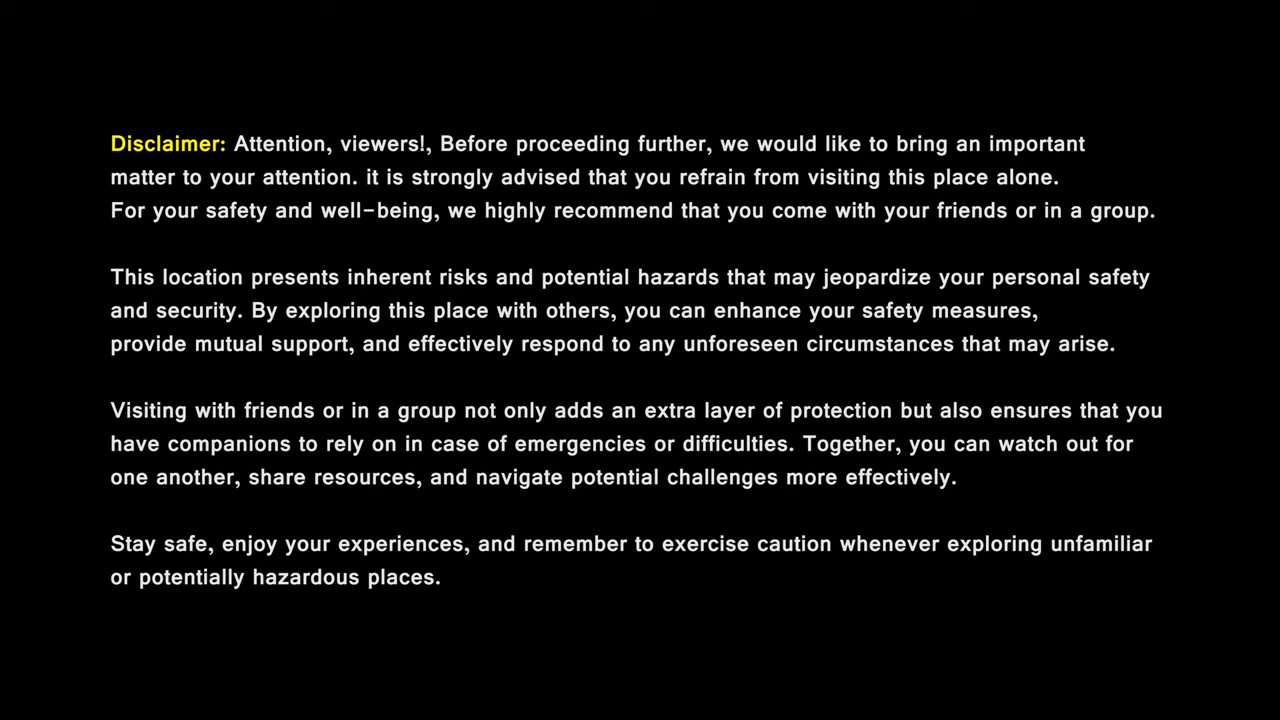 Disclaimer: Attention, viewers!, Before proceeding further, we would like to bring an important
matter to your attention. it is strongly advised that you refrain from visiting this place alone.
For your safety and well-being, we highly recommend that you come with your friends or in a group.
This location presents inherent risks and potential hazards that may jeopardize your personal safety
and security. By exploring this place with others, you can enhance your safety measures,
provide mutual support, and effectively respond to any unforeseen circumstances that may arise.
Visiting with friends or in a group not only adds an extra layer of protection but also ensures that you
have companions to rely on in case of emergencies or difficulties. Together, you can watch out for
one another, share resources, and navigate potential challenges more effectively.
Stay safe, enjoy your experiences, and remember to exercise caution whenever exploring unfamiliar
or potentially hazardous places.